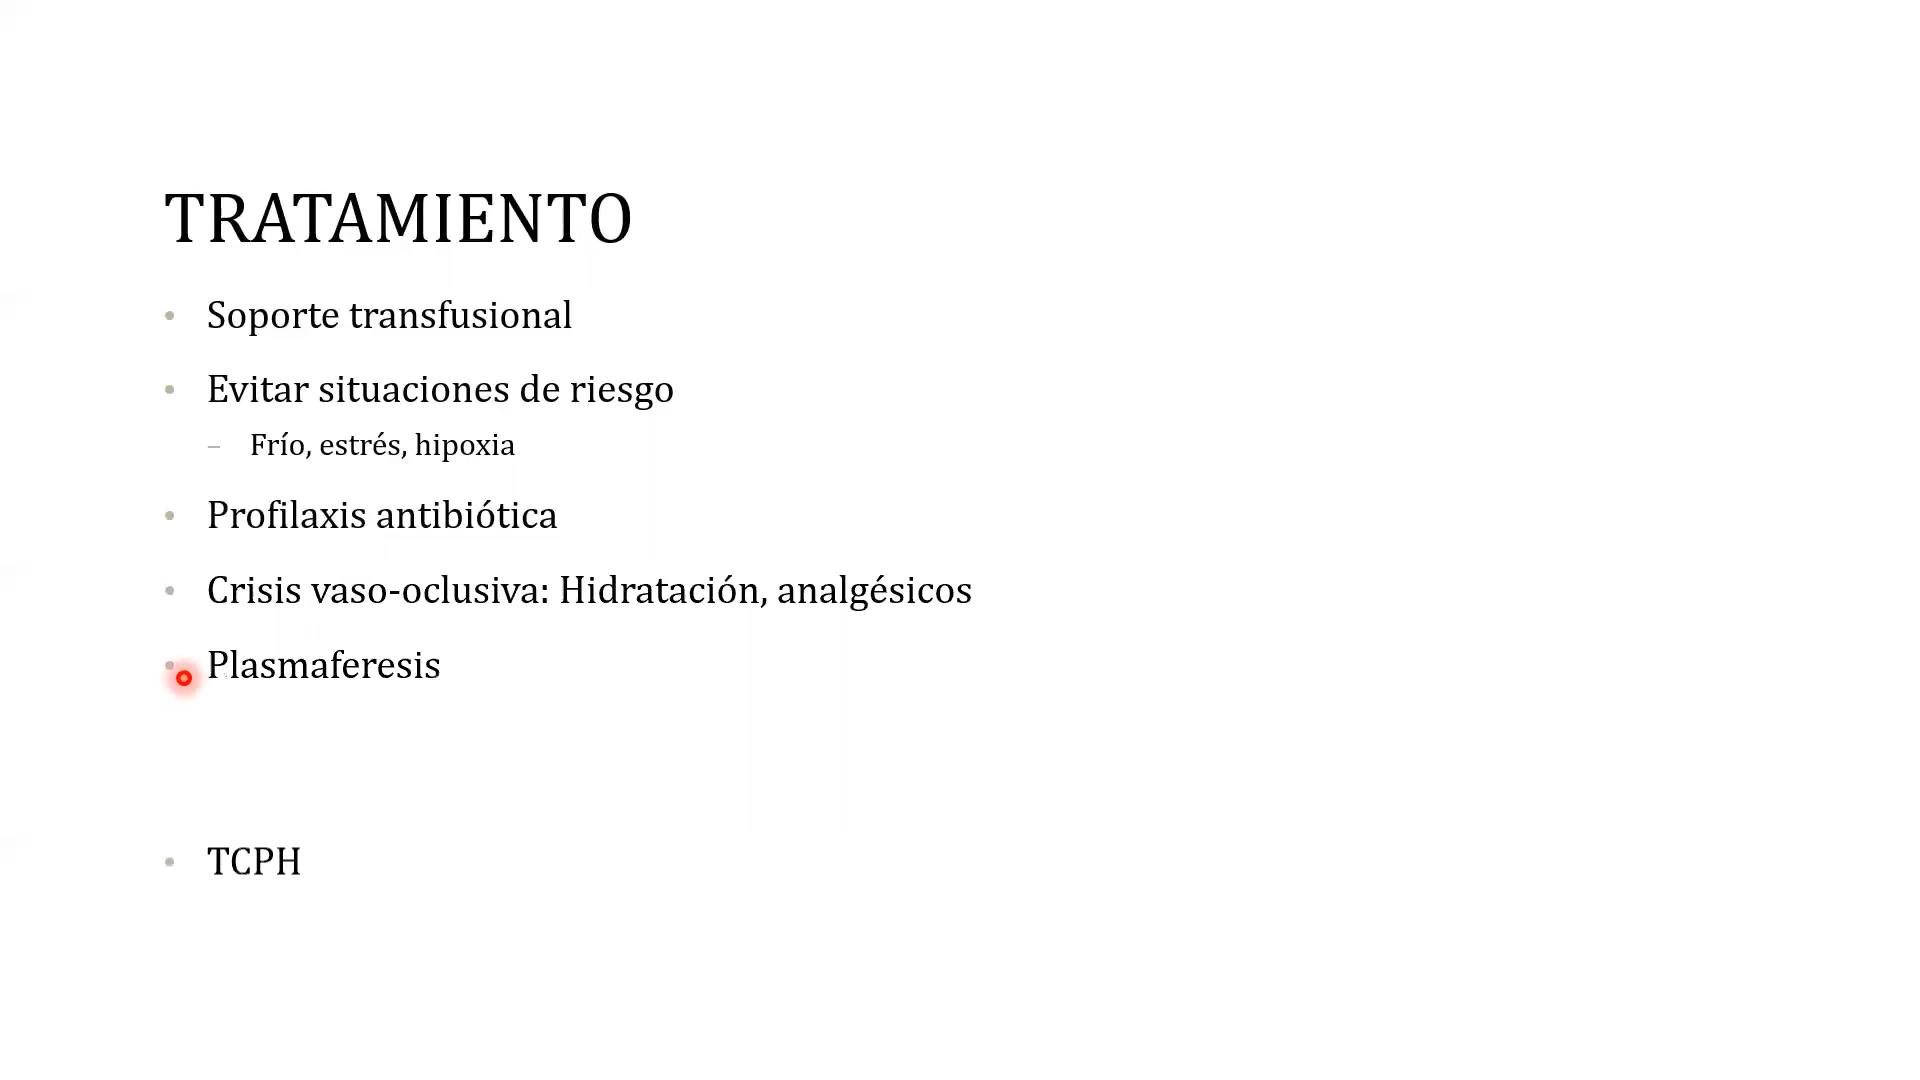 TRATAMIENTO
• Soporte transfusional
• Evitar situaciones de riesgo
– Frío, estrés, hipoxia
• Profilaxis antibiótica
• Crisis vaso-oclusiva: Hidratación, analgésicos
• Plasmaferesis
• TCPH